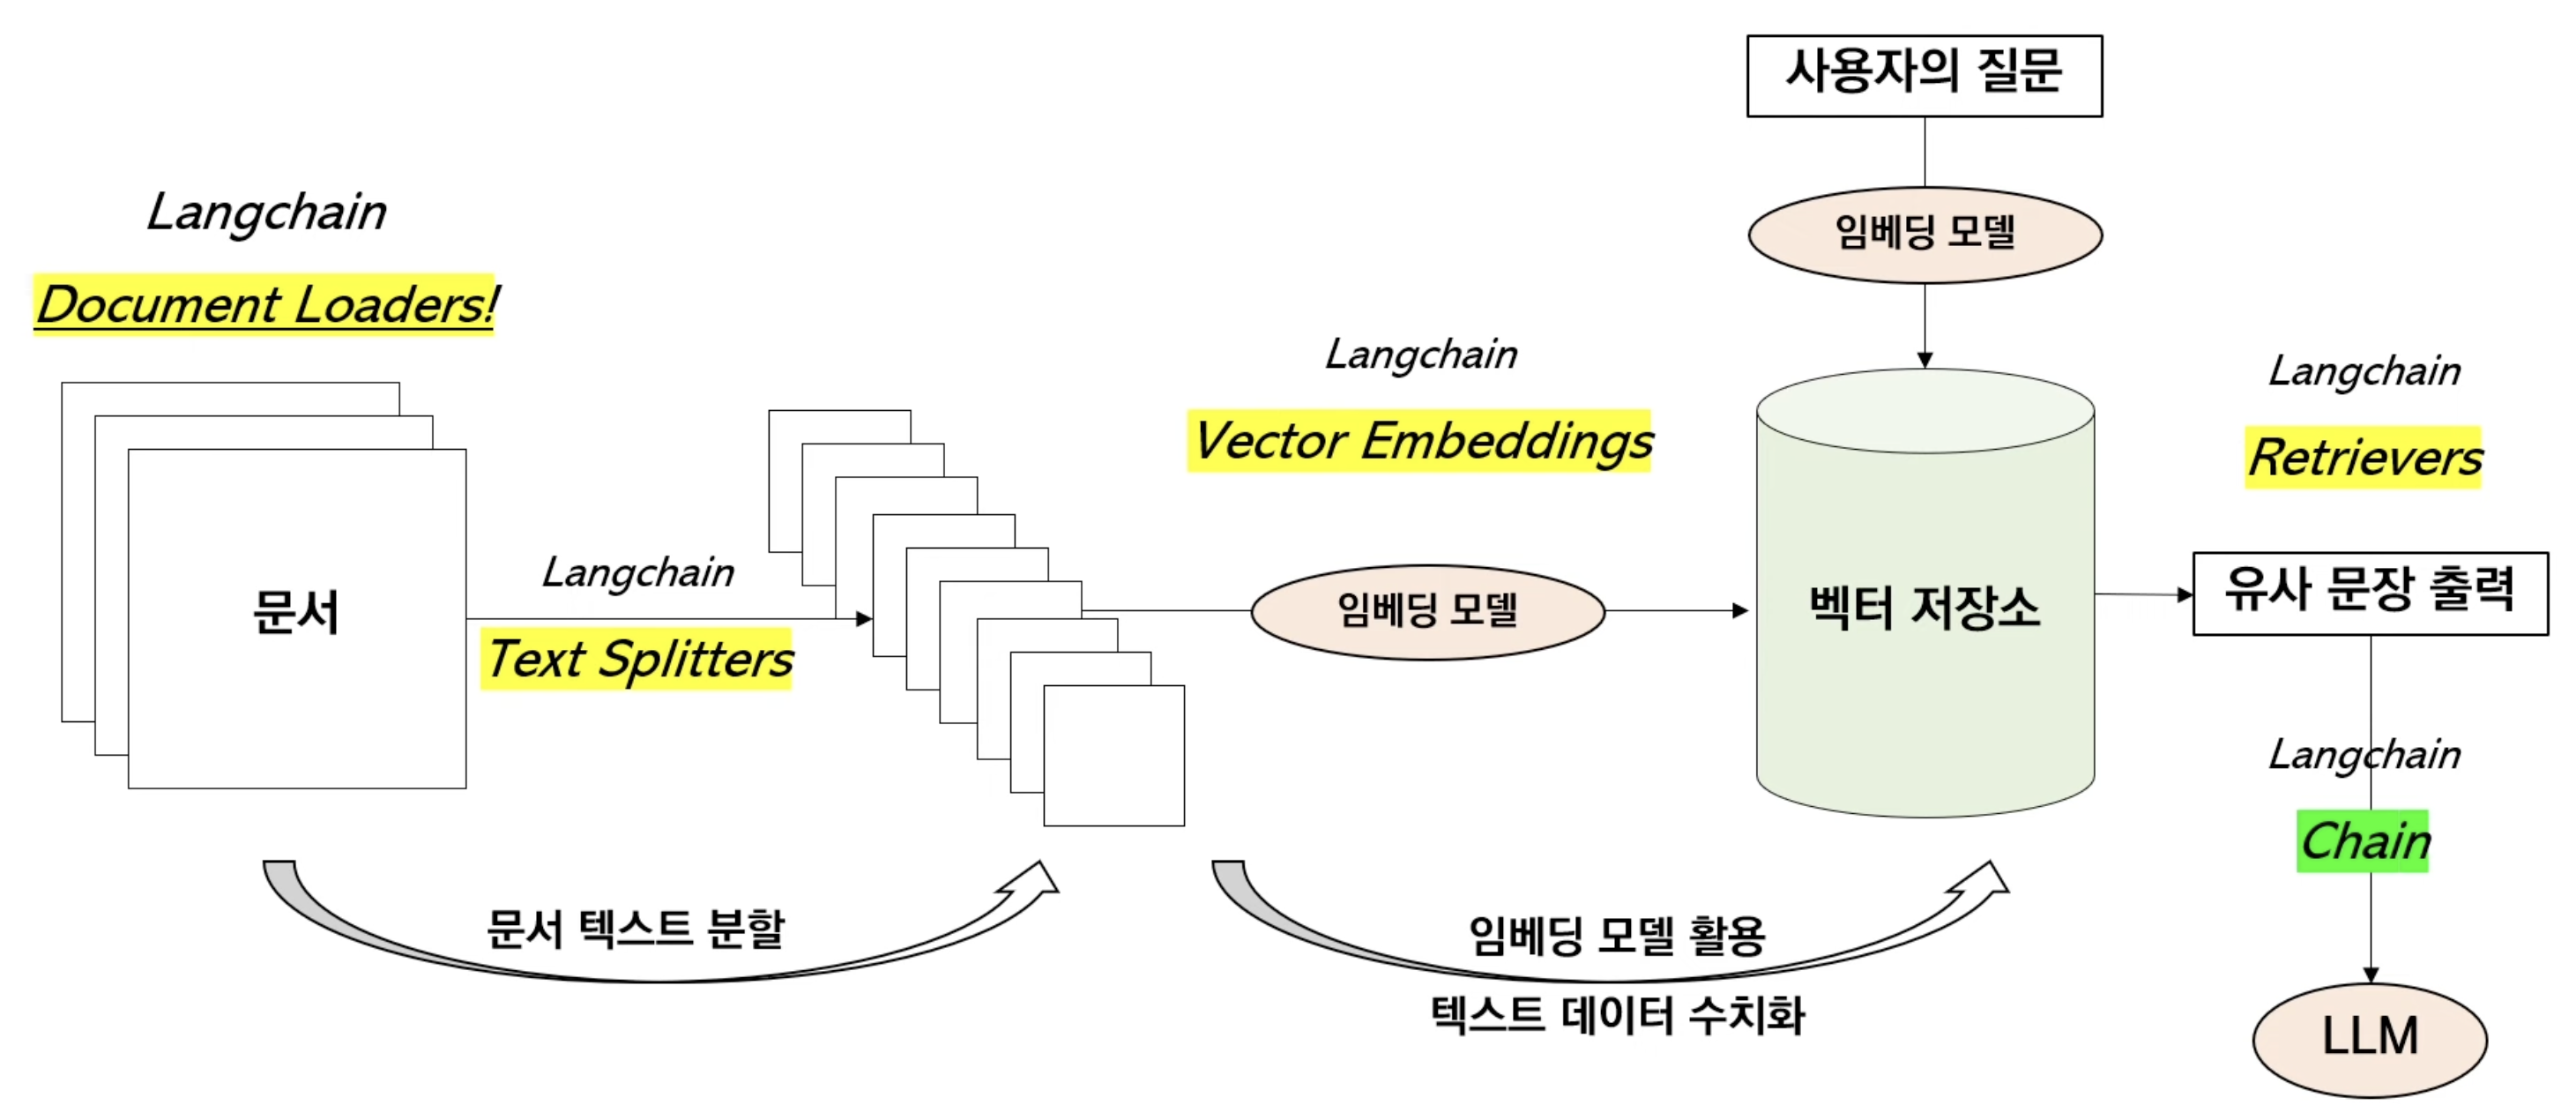 사용자의 질문
임베딩 모델
Langchain
Document Loaders!
문서
Langchain
Text Splitters
Langchain
Vector Embeddings
임베딩 모델
벡터 저장소
Langchain
Retrievers
유사 문장 출력
Langchain
Chain
LLM
문서 텍스트 분할
임베딩 모델 활용
텍스트 데이터 수치화